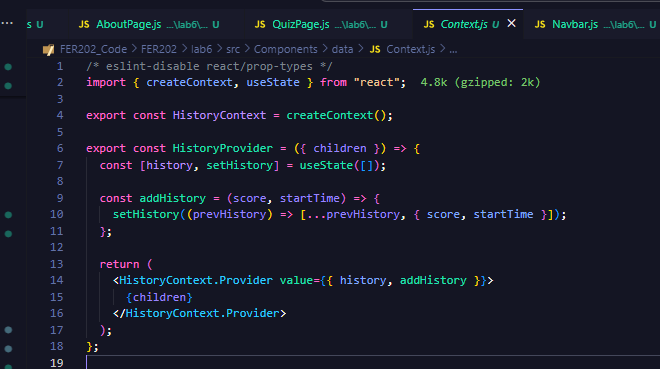 ... s JS AboutPage.js ...\lab6\... U JS QuizPage.js ...\lab6\... U JS Context.js U × JS Navbar.js ...\lab6\...
FER202_Code > FER202 > lab6 > src > Components > data > JS Context.js > ...
1 /* eslint-disable react/prop-types */
2 import { createContext, useState } from "react"; 4.8k (gzipped: 2k)
3
4 export const HistoryContext = createContext();
5
6 export const HistoryProvider = ({ children }) => {
7 const [history, setHistory] = useState([]);
8
9 const addHistory = (score, startTime) => {
10 setHistory((prevHistory) => [...prevHistory, { score, startTime }]);
11 };
12
13 return (
14 <HistoryContext.Provider value={{ history, addHistory }}>
15 {children}
16 </HistoryContext.Provider>
17 );
18 };
19